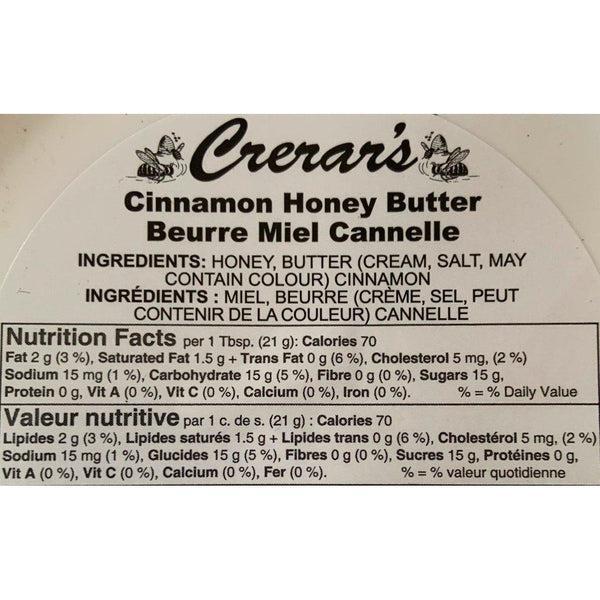 Crerar's
Cinnamon Honey Butter
Beurre Miel Cannelle
INGREDIENTS: HONEY, BUTTER (CREAM, SALT, MAY
CONTAIN COLOUR) CINNAMON
INGRÉDIENTS : MIEL, BEURRE (CRÈME, SEL, PEUT
CONTENIR DE LA COULEUR) CANNELLE
Nutrition Facts per 1 Tbsp. (21 g): Calories 70
Fat 2 g (3 %), Saturated Fat 1.5 g + Trans Fat 0 g (6 %), Cholesterol 5 mg, (2 %)
Sodium 15 mg (1 %), Carbohydrate 15 g (5 %), Fibre 0 g (0 %), Sugars 15 g,
Protein 0 g, Vit A (0 %), Vit C (0 %), Calcium (0 %), Iron (0 %). % = % Daily Value
Valeur nutritive par 1 c. de s. (21 g) : Calories 70
Lipides 2 g (3 %), Lipides saturés 1.5 g + Lipides trans 0 g (6 %), Cholestérol 5 mg, (2 %)
Sodium 15 mg (1 %), Glucides 15 g (5 %), Fibres 0 g (0 %), Sucres 15 g, Protéines 0 g,
Vit A (0 %), Vit C (0 %), Calcium (0 %), Fer (0 %). % = % valeur quotidienne